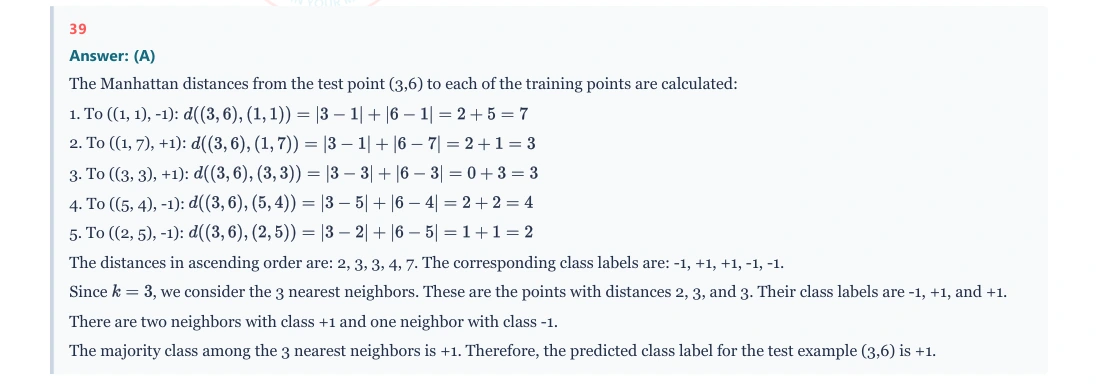 39
Answer: (A)
The Manhattan distances from the test point (3,6) to each of the training points are calculated:
1. To ((1, 1), -1): d((3, 6), (1, 1)) = |3 − 1| + |6 − 1| = 2 + 5 = 7
2. To ((1, 7), +1): d((3, 6), (1, 7)) = |3 − 1| + |6 − 7| = 2 + 1 = 3
3. To ((3, 3), +1): d((3, 6), (3, 3)) = |3 − 3| + |6 − 3| = 0 + 3 = 3
4. To ((5, 4), -1): d((3, 6), (5, 4)) = |3 − 5| + |6 − 4| = 2 + 2 = 4
5. To ((2, 5), -1): d((3, 6), (2, 5)) = |3 − 2| + |6 − 5| = 1 + 1 = 2
The distances in ascending order are: 2, 3, 3, 4, 7. The corresponding class labels are: -1, +1, +1, -1, -1.
Since k = 3, we consider the 3 nearest neighbors. These are the points with distances 2, 3, and 3. Their class labels are -1, +1, and +1.
There are two neighbors with class +1 and one neighbor with class -1.
The majority class among the 3 nearest neighbors is +1. Therefore, the predicted class label for the test example (3,6) is +1.